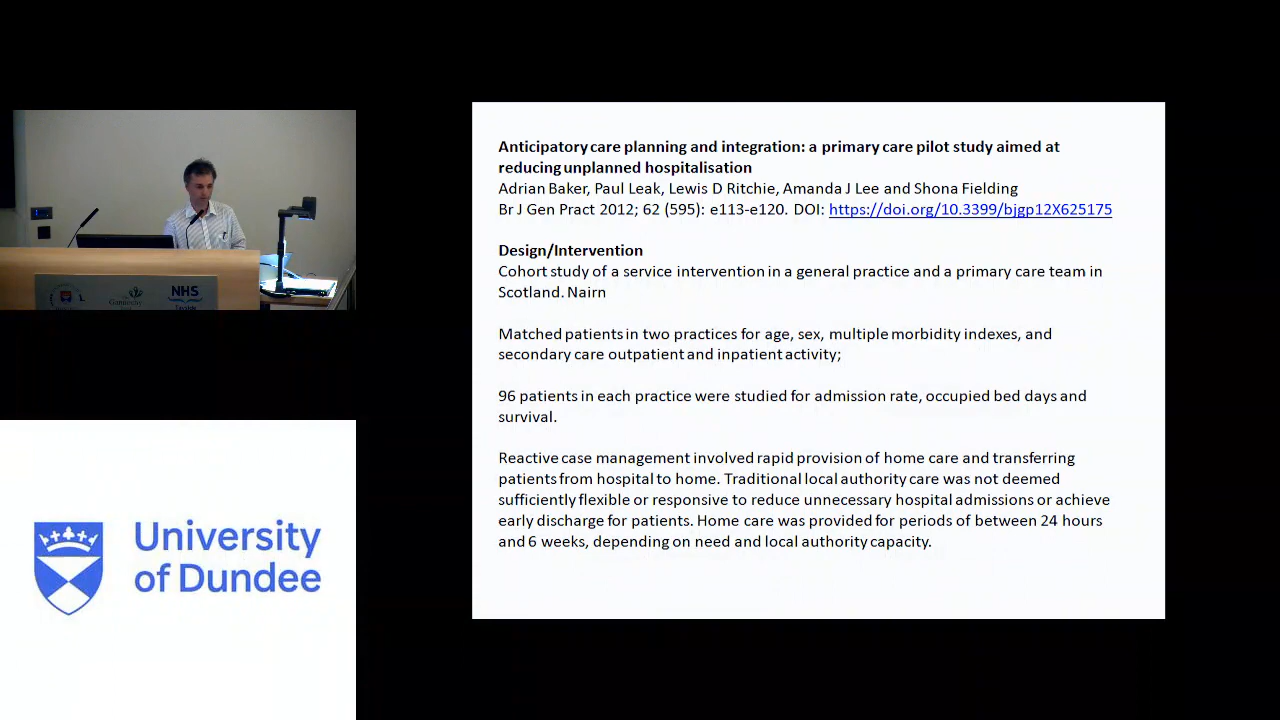 Anticipatory care planning and integration: a primary care pilot study aimed at
reducing unplanned hospitalisation
Adrian Baker, Paul Leak, Lewis D Ritchie, Amanda J Lee and Shona Fielding
Br J Gen Pract 2012; 62 (595): e113-e120. DOI: https://doi.org/10.3399/bjgp12X625175
Design/Intervention
Cohort study of a service intervention in a general practice and a primary care team in
Scotland. Nairn
Matched patients in two practices for age, sex, multiple morbidity indexes, and
secondary care outpatient and inpatient activity;
96 patients in each practice were studied for admission rate, occupied bed days and
survival.
Reactive case management involved rapid provision of home care and transferring
patients from hospital to home. Traditional local authority care was not deemed
sufficiently flexible or responsive to reduce unnecessary hospital admissions or achieve
early discharge for patients. Home care was provided for periods of between 24 hours
and 6 weeks, depending on need and local authority capacity.
NHS
University
of Dundee